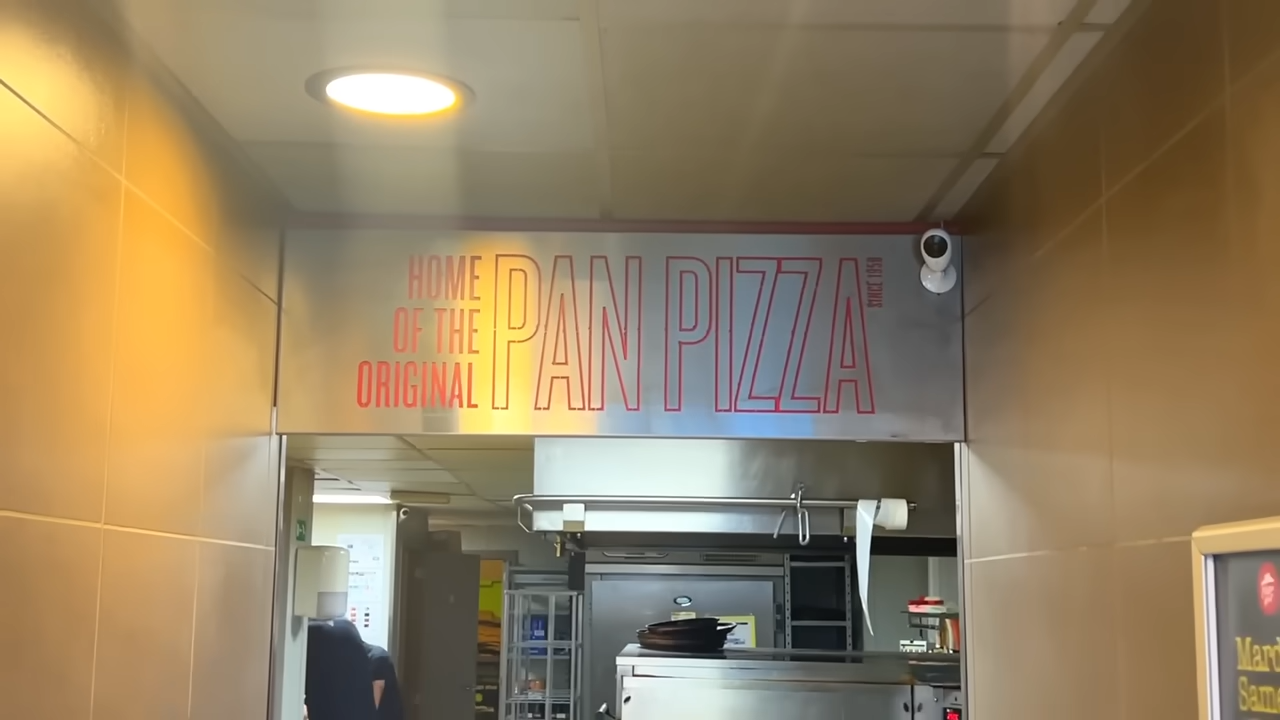 HOME
OF THE
ORIGINAL
PAN PIZZA
SINCE 1958